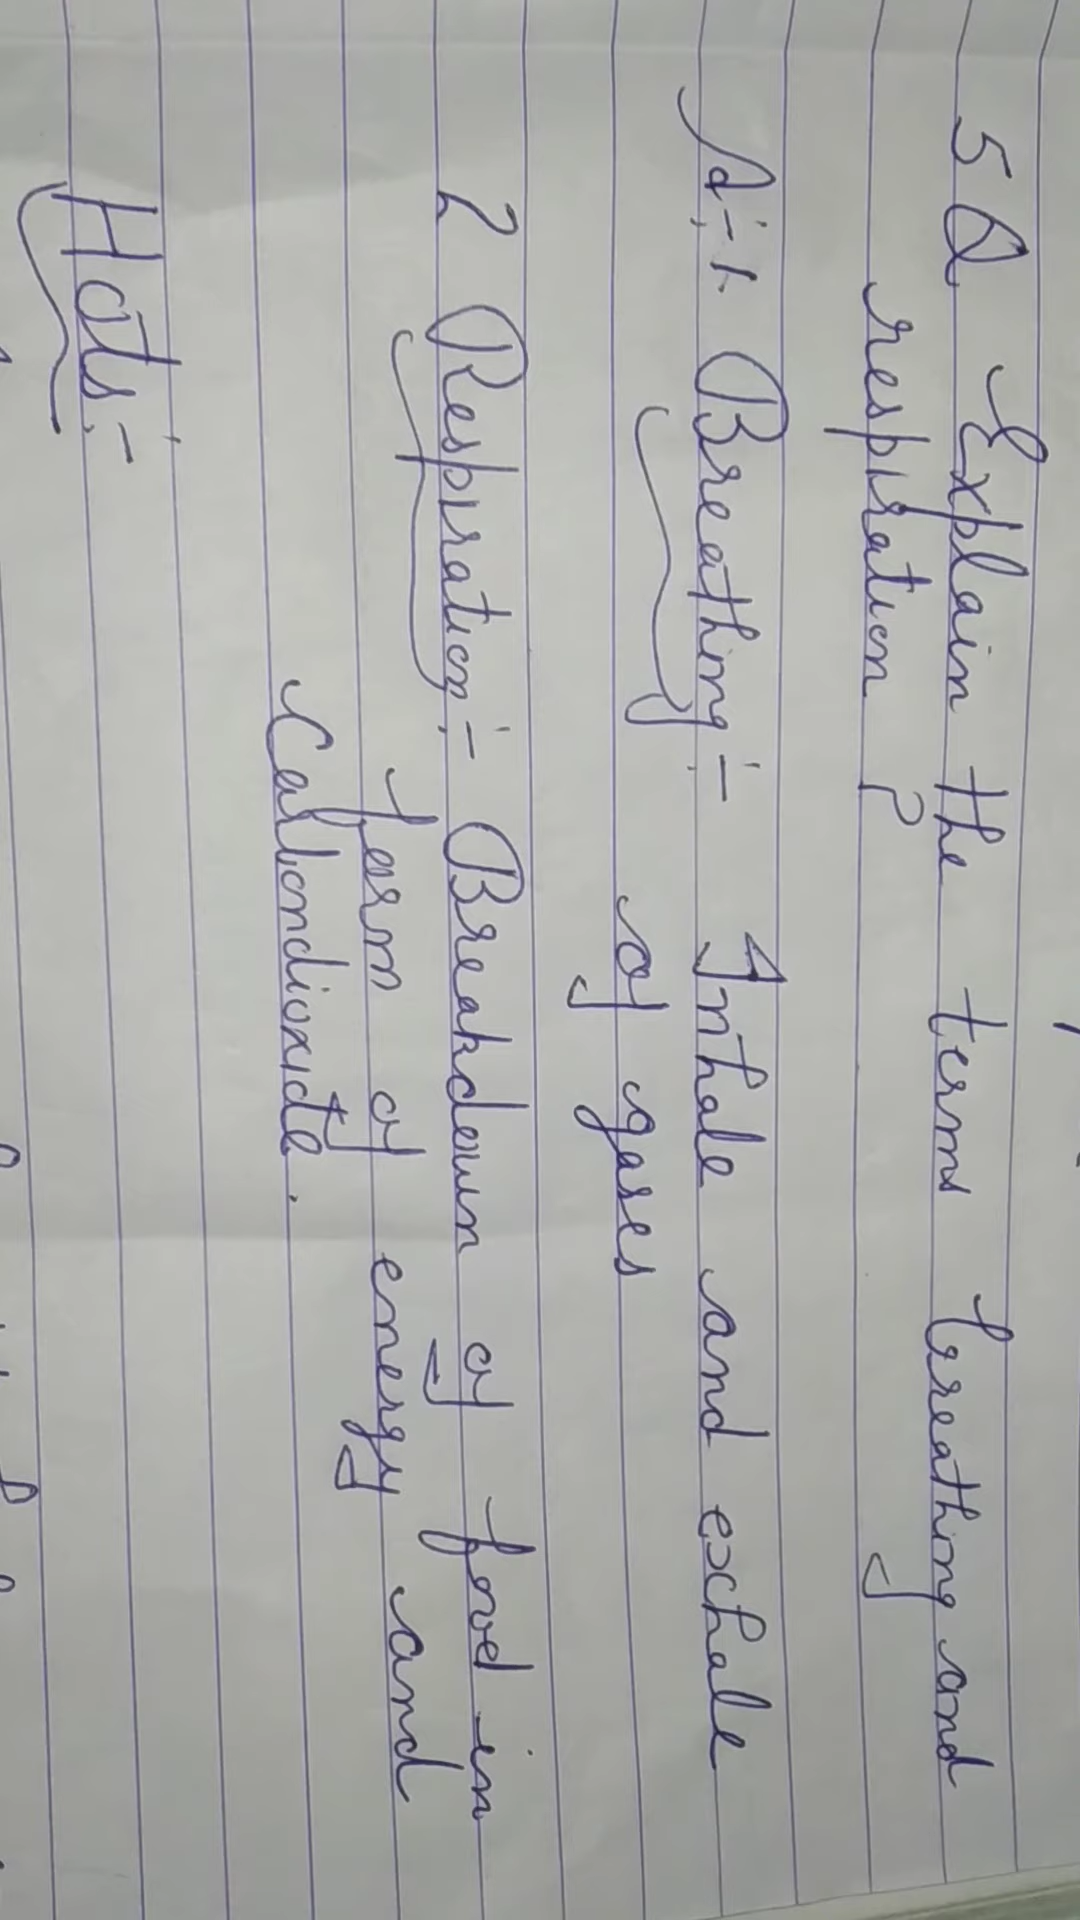 5 Q Explain the terms breathing and
respiration ?
A:- 1. Breathing:- Inhale and exhale
of gases
2 Respiration:- Breakdown of food in
form of energy and
Carbondioxide.
Hots:-